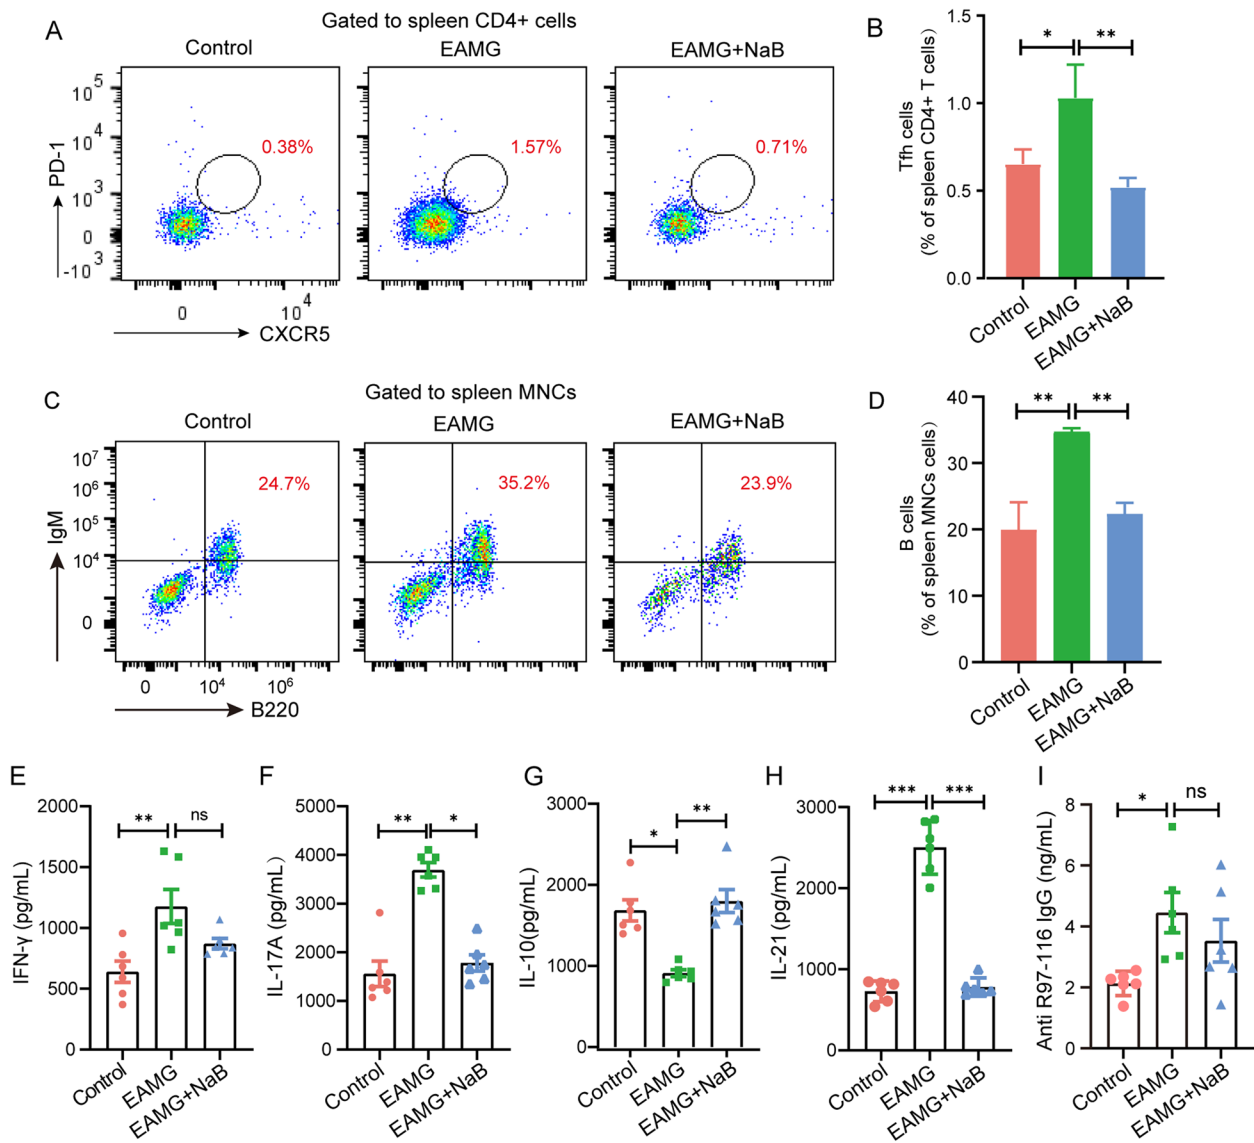 A
Gated to spleen CD4+ cells
Control
EAMG
EAMG+NaB
10^5
10^4
10^3
0
-10^3
PD-1
0.38%
1.57%
0.71%
0
10^4
CXCR5
B
Tfh cells
(% of spleen CD4+ T cells)
1.5
1.0
0.5
0.0
*
**
Control
EAMG
EAMG+NaB
C
Gated to spleen MNCs
Control
EAMG
EAMG+NaB
10^7
10^6
10^5
10^4
0
IgM
24.7%
35.2%
23.9%
0
10^4
10^6
B220
D
B cells
(% of spleen MNCs cells)
40
30
20
10
0
**
**
Control
EAMG
EAMG+NaB
E
IFN-γ (pg/mL)
2000
1500
1000
500
0
**
ns
Control
EAMG
EAMG+NaB
F
IL-17A (pg/mL)
5000
4000
3000
2000
1000
0
**
*
Control
EAMG
EAMG+NaB
G
IL-10(pg/mL)
3000
2000
1000
0
*
**
Control
EAMG
EAMG+NaB
H
IL-21(pg/mL)
3000
2000
1000
0
***
***
Control
EAMG
EAMG+NaB
I
Anti R97-116 IgG (ng/mL)
8
6
4
2
0
*
ns
Control
EAMG
EAMG+NaB